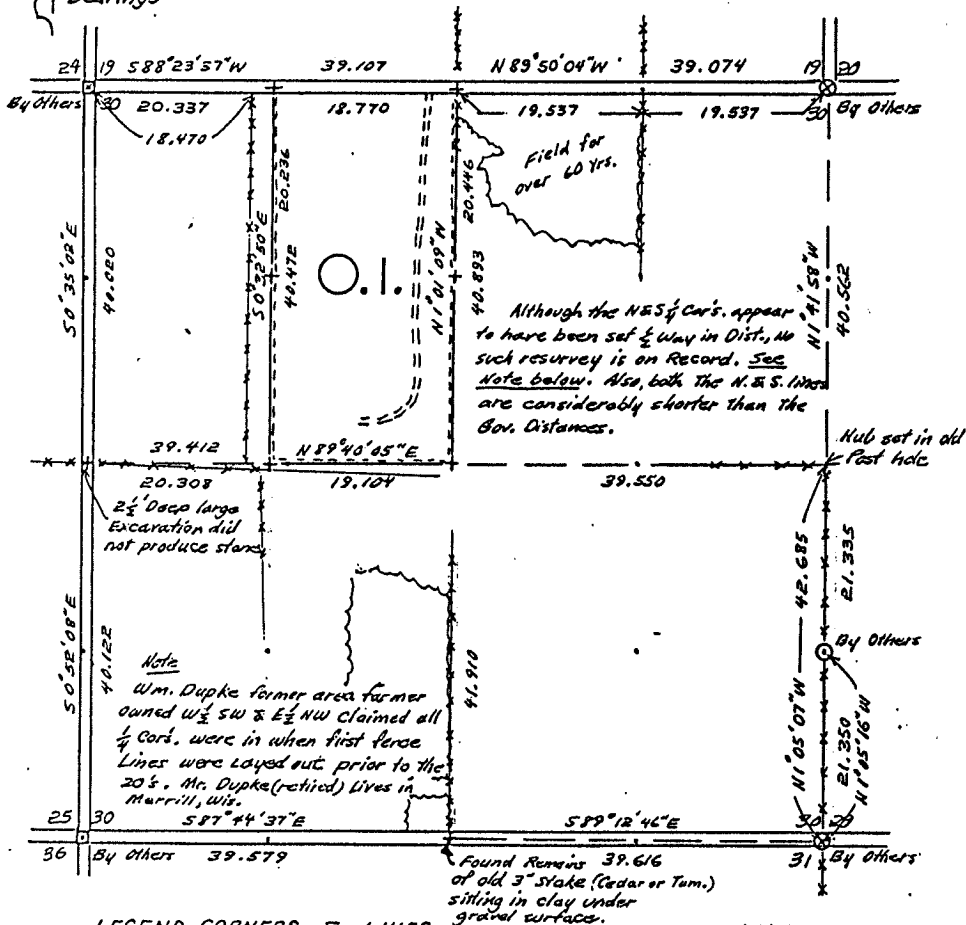 Bearings
24 19 S88°23'57"W 39.107 N89°50'04"W 39.074 19 20
By Others 30 20.337 18.770 19.537 19.537 30 By Others
18.470
Field for
over 60 Yrs.
20.236
20.446
S0°35'02"E
40.020
S0°32'50"E
40.472
O.1.
N1°01'09"W
40.893
N1°41'58"W
40.562
Although the N&S ¼ Cor's. appear
to have been set ½ Way in Dist., No
such resurvey is on Record. See
Note below. Also, both The N.&S. lines
are considerably shorter Than The
Gov. Distances.
Hub set in old
Post hole
39.412 N89°40'05"E
20.308 19.104 39.550
2½' Deep large
Excavation did
not produce stone
42.685
21.335
By Others
S0°52'08"E
40.122
41.910
N1°05'07"W
21.350
N1°05'16"W
Note
Wm. Dupke former area farmer
owned W½ SW & E½ NW Claimed all
¼ Cors. were in when first fence
Lines were Layed out prior to the
20's. Mr. Dupke (retired) Lives in
Merrill, Wis.
25 30 S87°44'37"E S89°12'46"E 30 29
36 By Others 39.579 39.616 31 By Others
Found Remains
of old 3" Stake (Cedar or Tam.)
sitting in clay under
gravel surface.